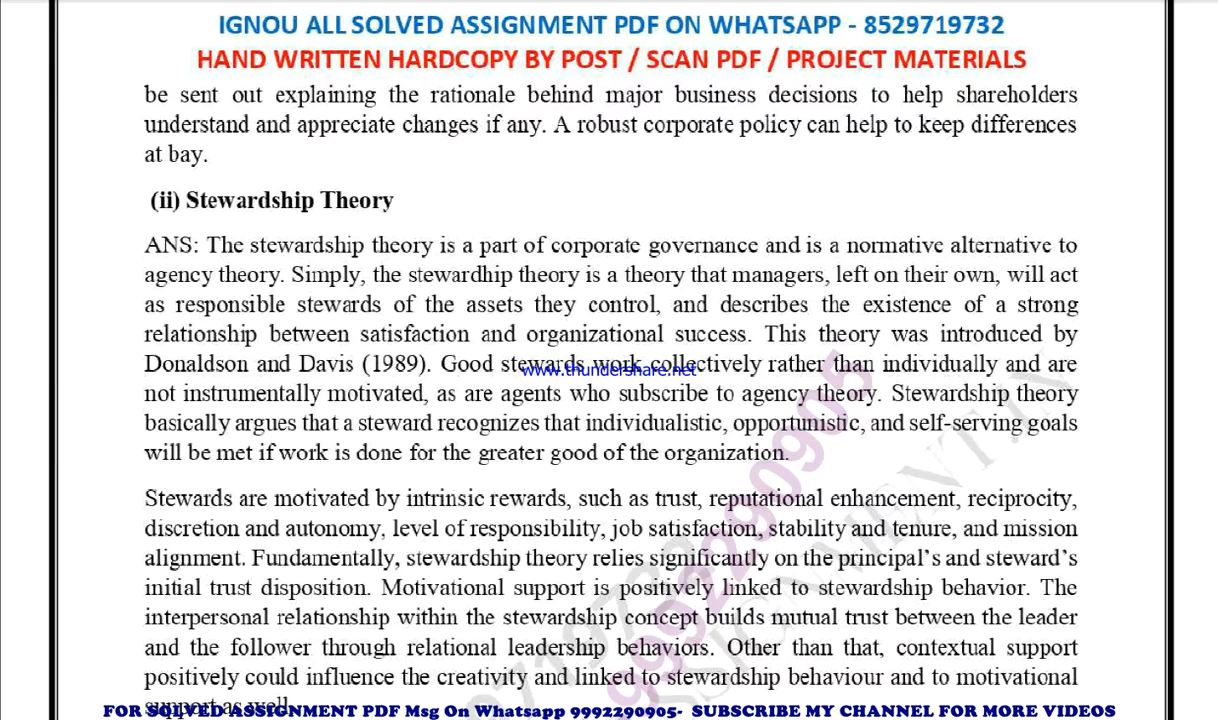 IGNOU ALL SOLVED ASSIGNMENT PDF ON WHATSAPP - 8529719732
HAND WRITTEN HARDCOPY BY POST / SCAN PDF / PROJECT MATERIALS
be sent out explaining the rationale behind major business decisions to help shareholders
understand and appreciate changes if any. A robust corporate policy can help to keep differences
at bay.
(ii) Stewardship Theory
ANS: The stewardship theory is a part of corporate governance and is a normative alternative to
agency theory. Simply, the stewardhip theory is a theory that managers, left on their own, will act
as responsible stewards of the assets they control, and describes the existence of a strong
relationship between satisfaction and organizational success. This theory was introduced by
Donaldson and Davis (1989). Good stewards work collectively rather than individually and are
www.thundershare.net
not instrumentally motivated, as are agents who subscribe to agency theory. Stewardship theory
basically argues that a steward recognizes that individualistic, opportunistic, and self-serving goals
will be met if work is done for the greater good of the organization.
Stewards are motivated by intrinsic rewards, such as trust, reputational enhancement, reciprocity,
discretion and autonomy, level of responsibility, job satisfaction, stability and tenure, and mission
alignment. Fundamentally, stewardship theory relies significantly on the principal's and steward's
initial trust disposition. Motivational support is positively linked to stewardship behavior. The
interpersonal relationship within the stewardship concept builds mutual trust between the leader
and the follower through relational leadership behaviors. Other than that, contextual support
positively could influence the creativity and linked to stewardship behaviour and to motivational
support as well
FOR SOLVED ASSIGNMENT PDF Msg On Whatsapp 9992290905- SUBSCRIBE MY CHANNEL FOR MORE VIDEOS
9992290905